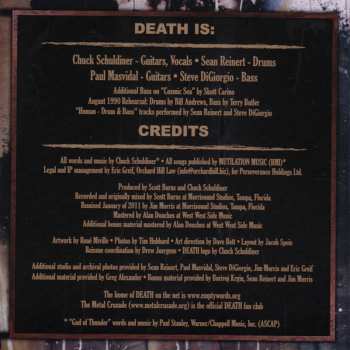 DEATH IS:
Chuck Schuldiner - Guitars, Vocals • Sean Reinert - Drums
Paul Masvidal - Guitars • Steve DiGiorgio - Bass
Additional Bass on "Cosmic Sea" by Skott Carino
August 1990 Rehearsal: Drums by Bill Andrews, Bass by Terry Butler
"Human - Drum & Bass" tracks performed by Sean Reinert and Steve DiGiorgio
CREDITS
All words and music by Chuck Schuldiner* • All songs published by MUTILATION MUSIC (BMI)*
Legal and IP management by Eric Greif, Orchard Hill Law (info@orchardhill.biz), for Perseverance Holdings Ltd.
Produced by Scott Burns and Chuck Schuldiner
Recorded and originally mixed by Scott Burns at Morrisound Studios, Tampa, Florida
Remixed January of 2011 by Jim Morris at Morrisound Studios, Tampa, Florida
Mastered by Alan Douches at West West Side Music
Additional bonus material mastered by Alan Douches at West West Side Music
Artwork by René Miville • Photos by Tim Hubbard • Art direction by Dave Bett • Layout by Jacob Speis
Reissue coordination by Drew Juergens • DEATH logo by Chuck Schuldiner
Additional studio and archival photos provided by Sean Reinert, Paul Masvidal, Steve DiGiorgio, Jim Morris and Eric Greif
Additional material by Greg Alexander • Bonus material provided by Borivoj Krgin, Sean Reinert and Jim Morris
The home of DEATH on the net is www.emptywords.org
The Metal Crusade (www.metalcrusade.org) is the official DEATH fan club
* "God of Thunder" words and music by Paul Stanley, Warner/Chappell Music, Inc. (ASCAP)